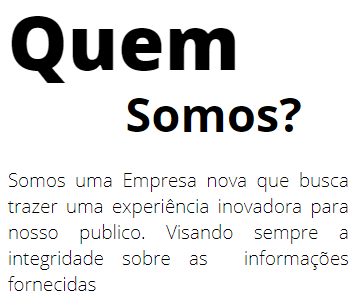 Quem
Somos?
Somos uma Empresa nova que busca
trazer uma experiência inovadora para
nosso publico. Visando sempre a
integridade sobre as informações
fornecidas